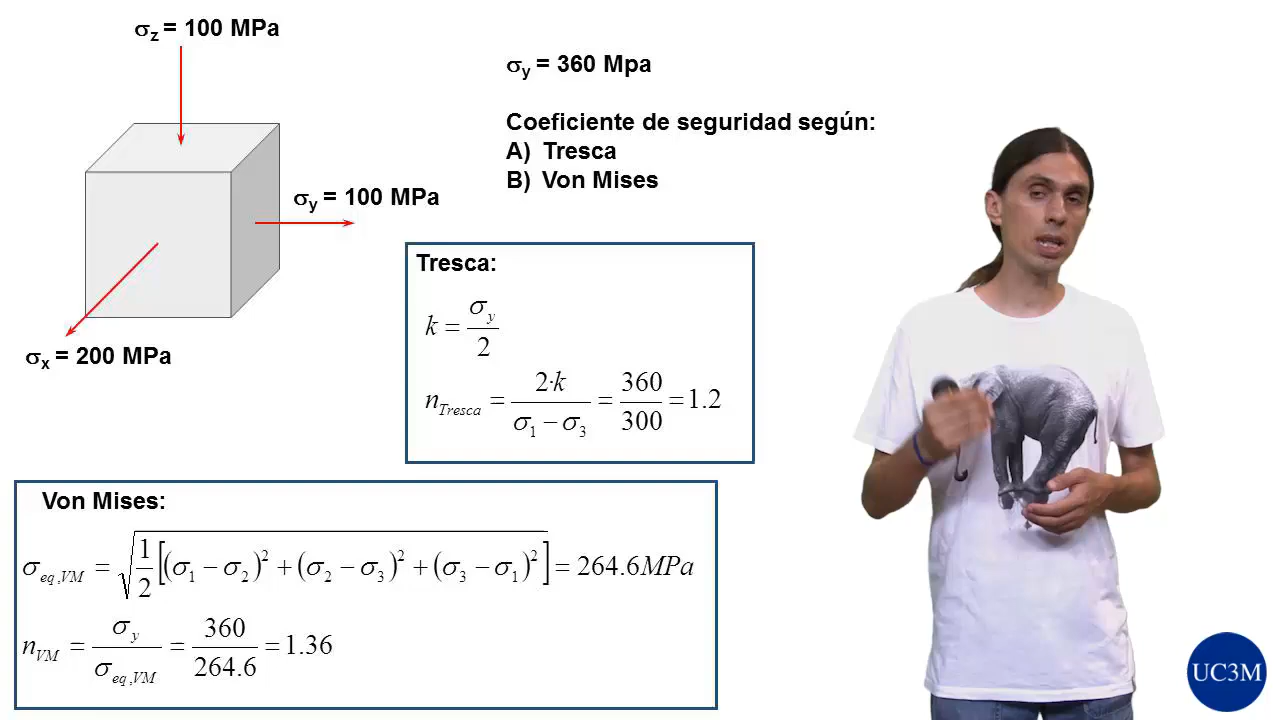 σz = 100 MPa
σy = 360 Mpa
Coeficiente de seguridad según:
A) Tresca
B) Von Mises
σy = 100 MPa
σx = 200 MPa
Tresca:
k = σy / 2
nTresca = 2·k / (σ1 − σ3) = 360 / 300 = 1.2
Von Mises:
σeq,VM = √(1/2 [(σ1 − σ2)² + (σ2 − σ3)² + (σ3 − σ1)²]) = 264.6MPa
nVM = σy / σeq,VM = 360 / 264.6 = 1.36
UC3M